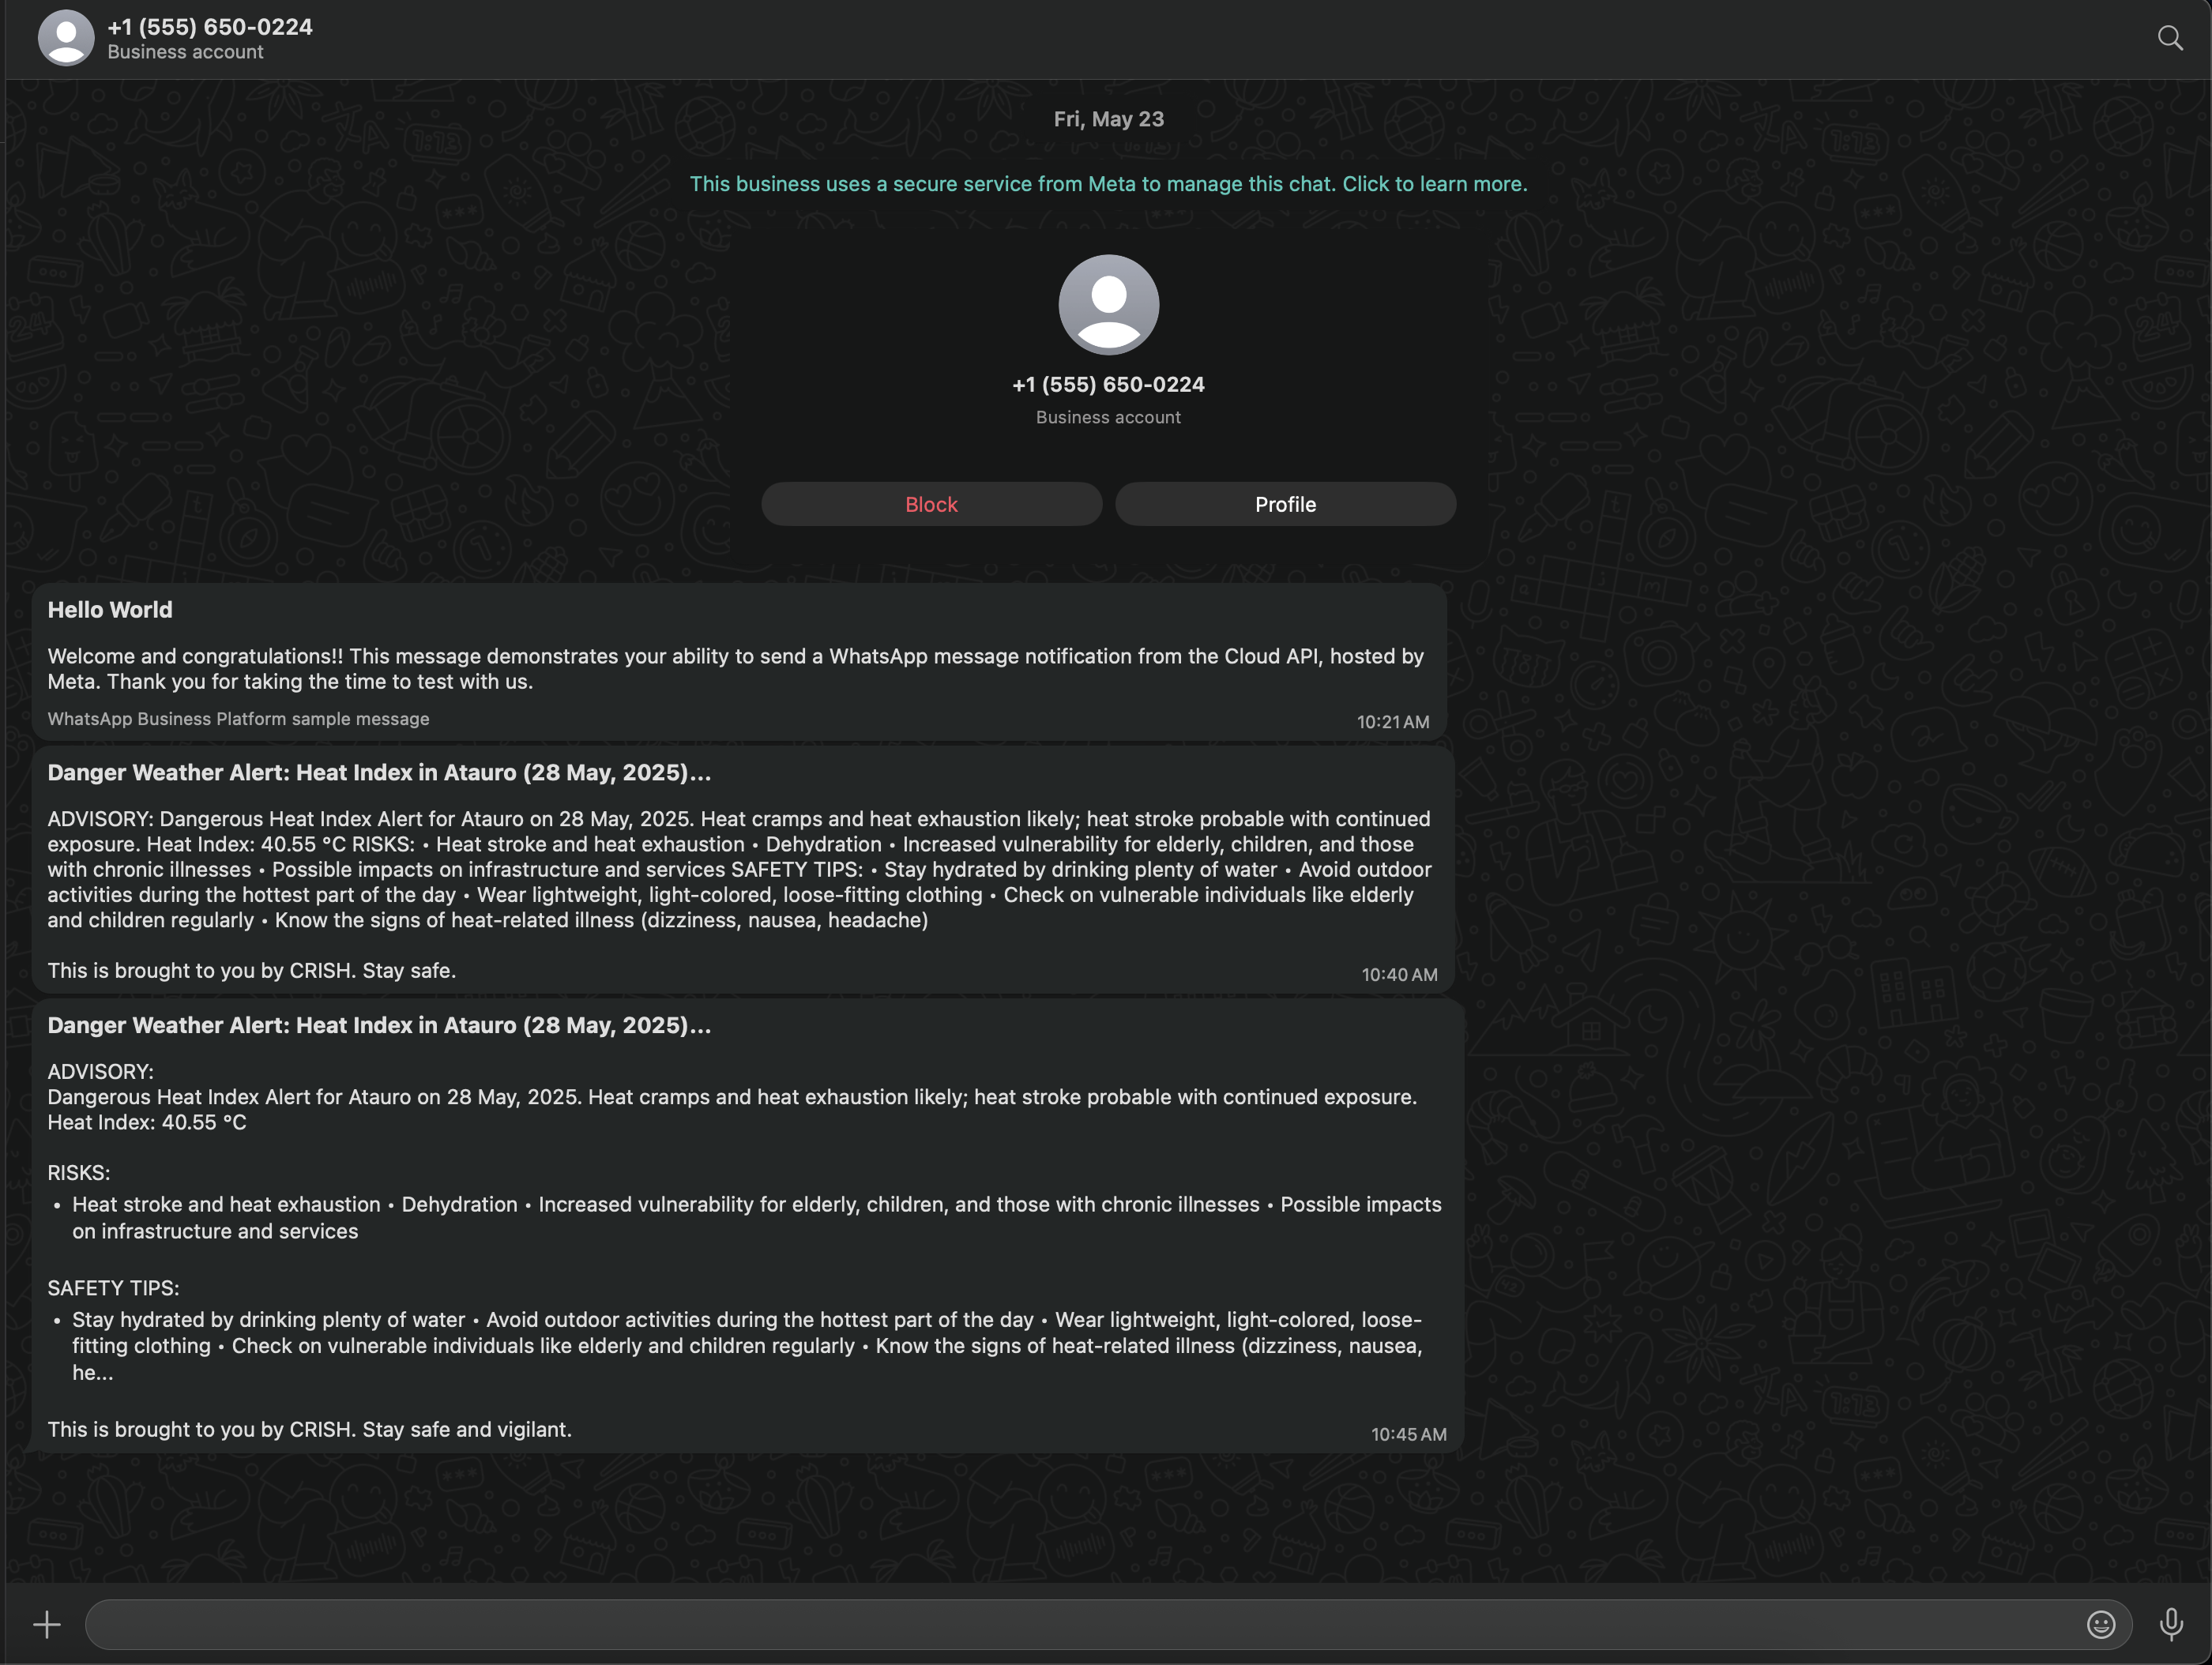 +1 (555) 650-0224
Business account
Fri, May 23
This business uses a secure service from Meta to manage this chat. Click to learn more.
+1 (555) 650-0224
Business account
Block
Profile
Hello World
Welcome and congratulations!! This message demonstrates your ability to send a WhatsApp message notification from the Cloud API, hosted by
Meta. Thank you for taking the time to test with us.
WhatsApp Business Platform sample message
10:21 AM
Danger Weather Alert: Heat Index in Atauro (28 May, 2025)...
ADVISORY: Dangerous Heat Index Alert for Atauro on 28 May, 2025. Heat cramps and heat exhaustion likely; heat stroke probable with continued
exposure. Heat Index: 40.55 °C RISKS: • Heat stroke and heat exhaustion • Dehydration • Increased vulnerability for elderly, children, and those
with chronic illnesses • Possible impacts on infrastructure and services SAFETY TIPS: • Stay hydrated by drinking plenty of water • Avoid outdoor
activities during the hottest part of the day • Wear lightweight, light-colored, loose-fitting clothing • Check on vulnerable individuals like elderly
and children regularly • Know the signs of heat-related illness (dizziness, nausea, headache)
This is brought to you by CRISH. Stay safe.
10:40 AM
Danger Weather Alert: Heat Index in Atauro (28 May, 2025)...
ADVISORY:
Dangerous Heat Index Alert for Atauro on 28 May, 2025. Heat cramps and heat exhaustion likely; heat stroke probable with continued exposure.
Heat Index: 40.55 °C
RISKS:
• Heat stroke and heat exhaustion • Dehydration • Increased vulnerability for elderly, children, and those with chronic illnesses • Possible impacts
on infrastructure and services
SAFETY TIPS:
• Stay hydrated by drinking plenty of water • Avoid outdoor activities during the hottest part of the day • Wear lightweight, light-colored, loose-
fitting clothing • Check on vulnerable individuals like elderly and children regularly • Know the signs of heat-related illness (dizziness, nausea,
he...
This is brought to you by CRISH. Stay safe and vigilant.
10:45 AM